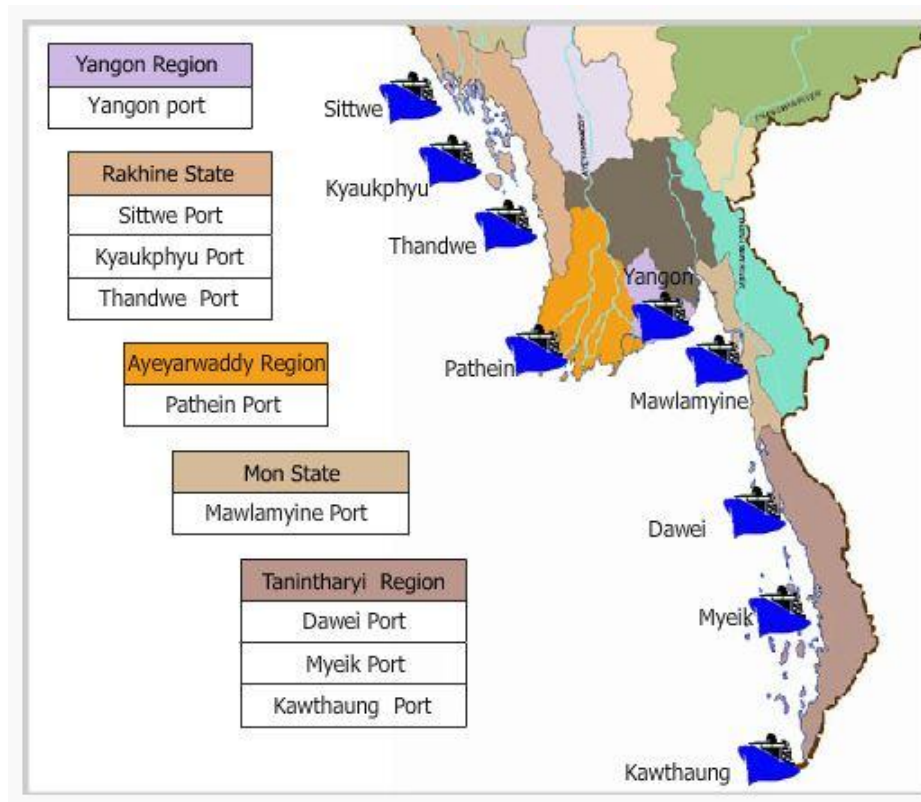 Yangon Region
Yangon port
Rakhine State
Sittwe Port
Kyaukphyu Port
Thandwe Port
Ayeyarwaddy Region
Pathein Port
Mon State
Mawlamyine Port
Tanintharyi Region
Dawei Port
Myeik Port
Kawthaung Port
Sittwe
Kyaukphyu
Thandwe
Yangon
Pathein
Mawlamyine
Dawei
Myeik
Kawthaung